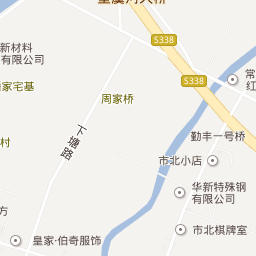 S338
S338
新材料
有限公司
家宅基
周家桥
常
红
下塘路
勤丰一号桥
村
市北小店
华新特殊钢
有限公司
方
市北棋牌室
皇家·伯奇服饰